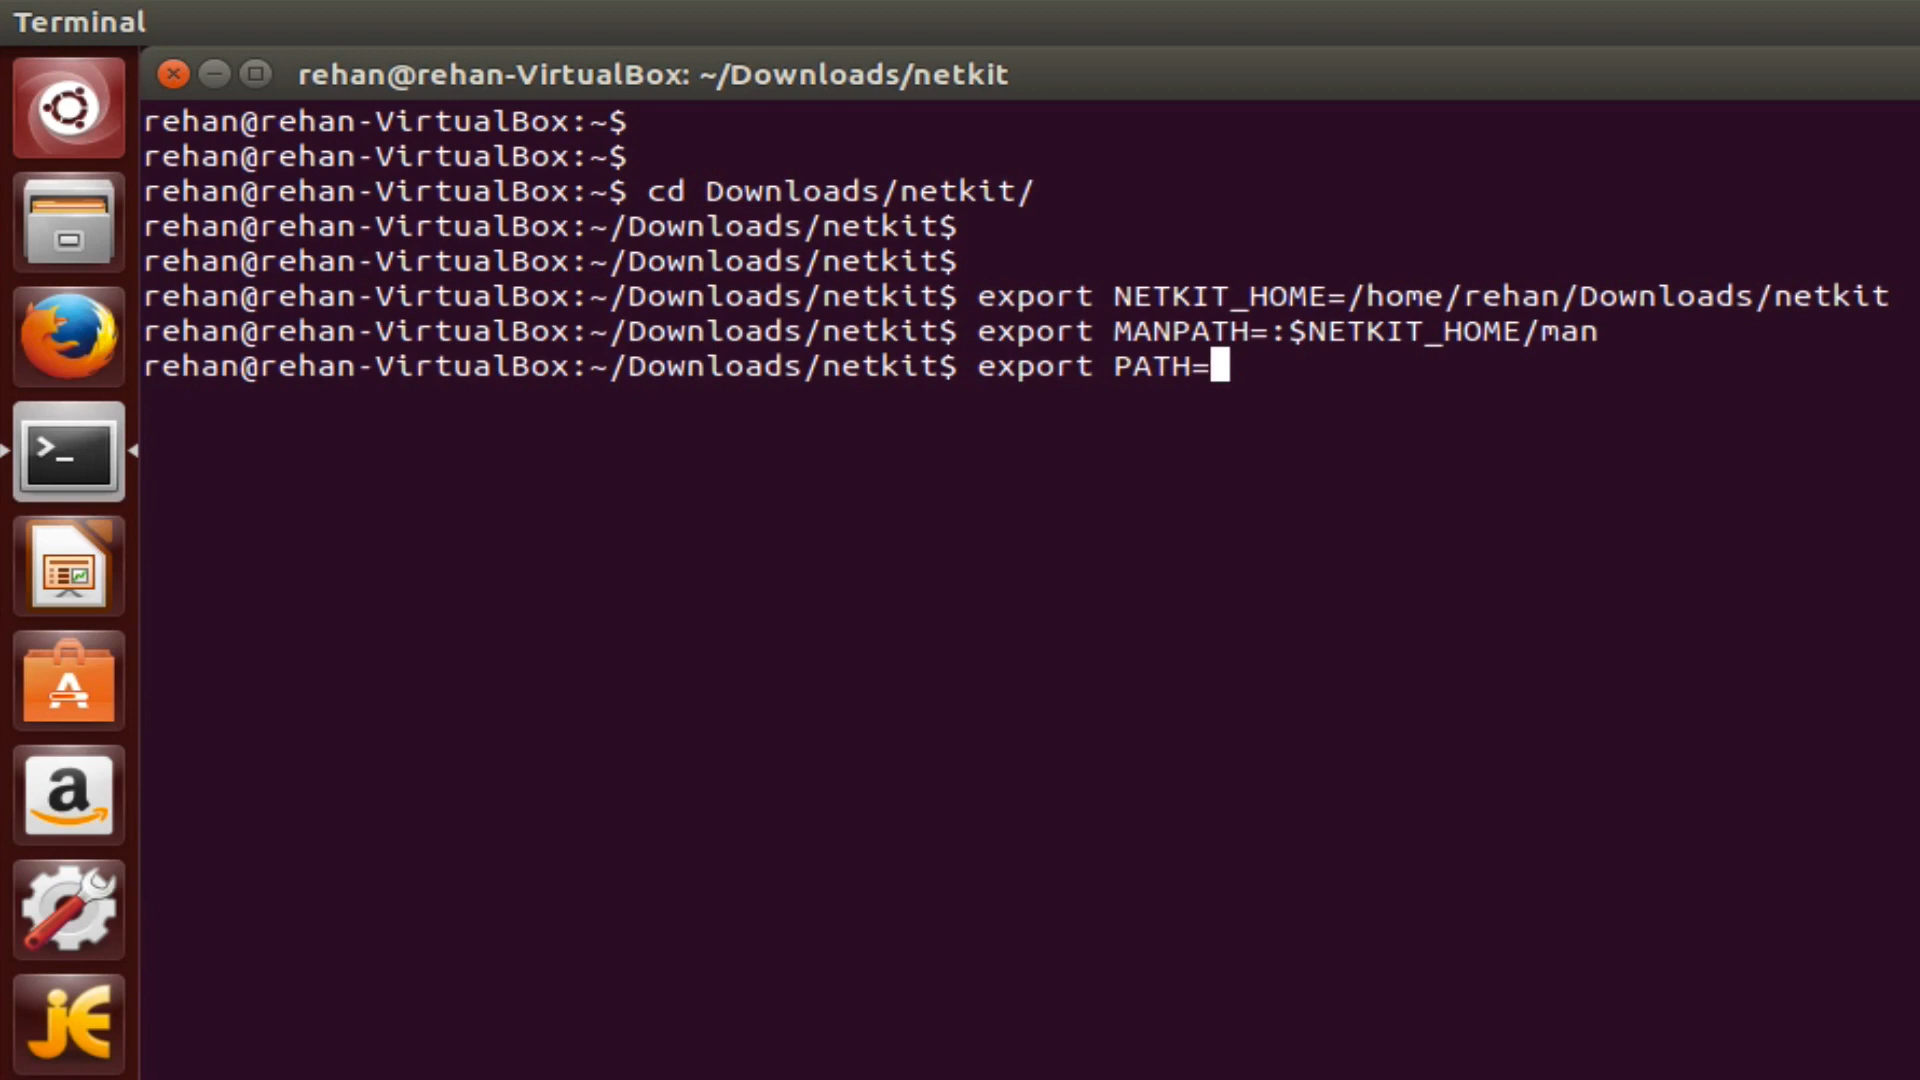 Terminal
rehan@rehan-VirtualBox: ~/Downloads/netkit
rehan@rehan-VirtualBox:~$
rehan@rehan-VirtualBox:~$
rehan@rehan-VirtualBox:~$ cd Downloads/netkit/
rehan@rehan-VirtualBox:~/Downloads/netkit$
rehan@rehan-VirtualBox:~/Downloads/netkit$
rehan@rehan-VirtualBox:~/Downloads/netkit$ export NETKIT_HOME=/home/rehan/Downloads/netkit
rehan@rehan-VirtualBox:~/Downloads/netkit$ export MANPATH=:$NETKIT_HOME/man
rehan@rehan-VirtualBox:~/Downloads/netkit$ export PATH=